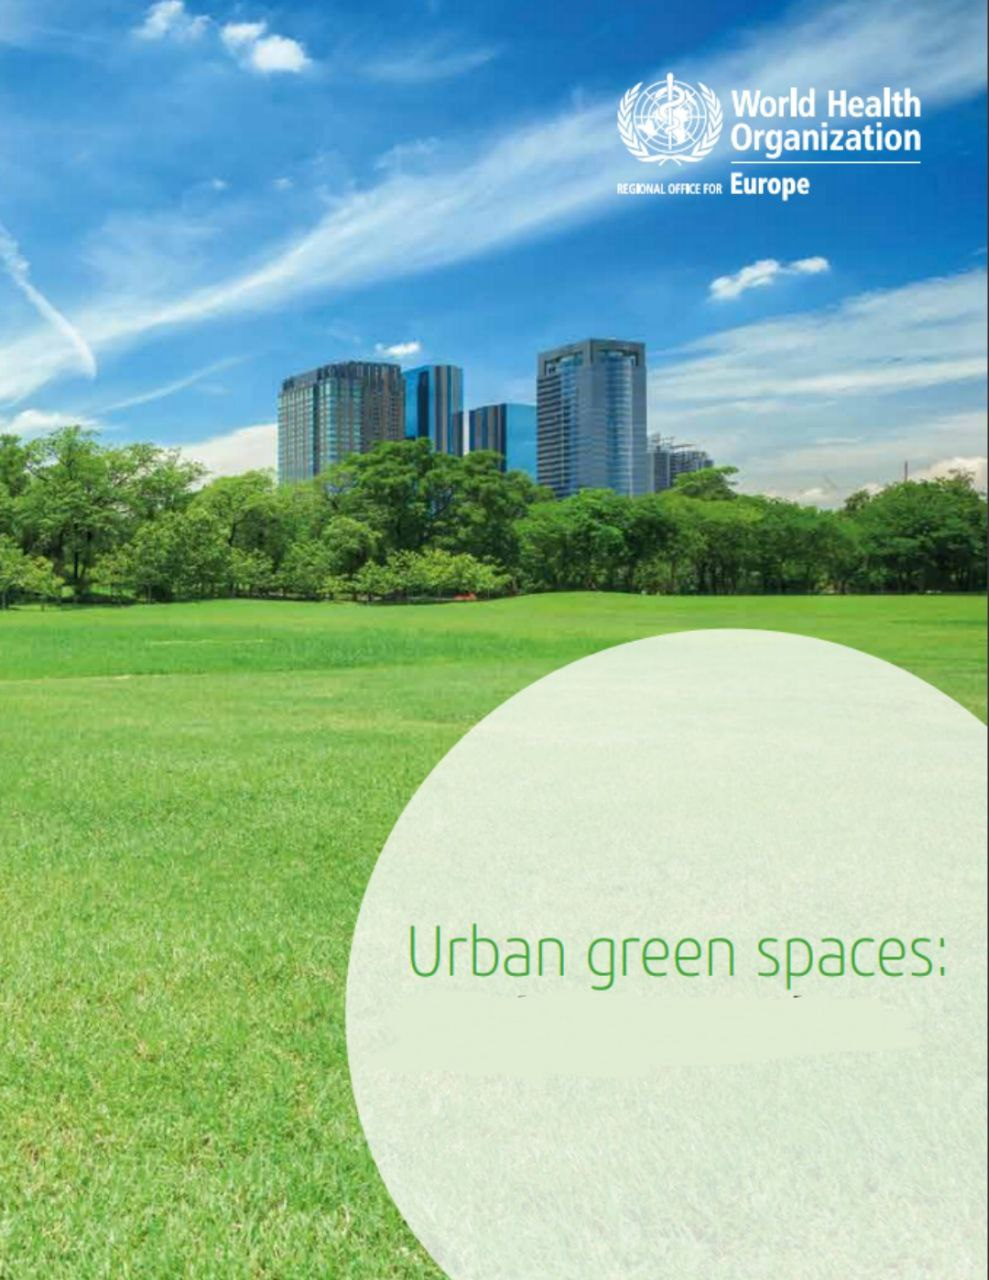 World Health
Organization
REGIONAL OFFICE FOR Europe
Urban green spaces: